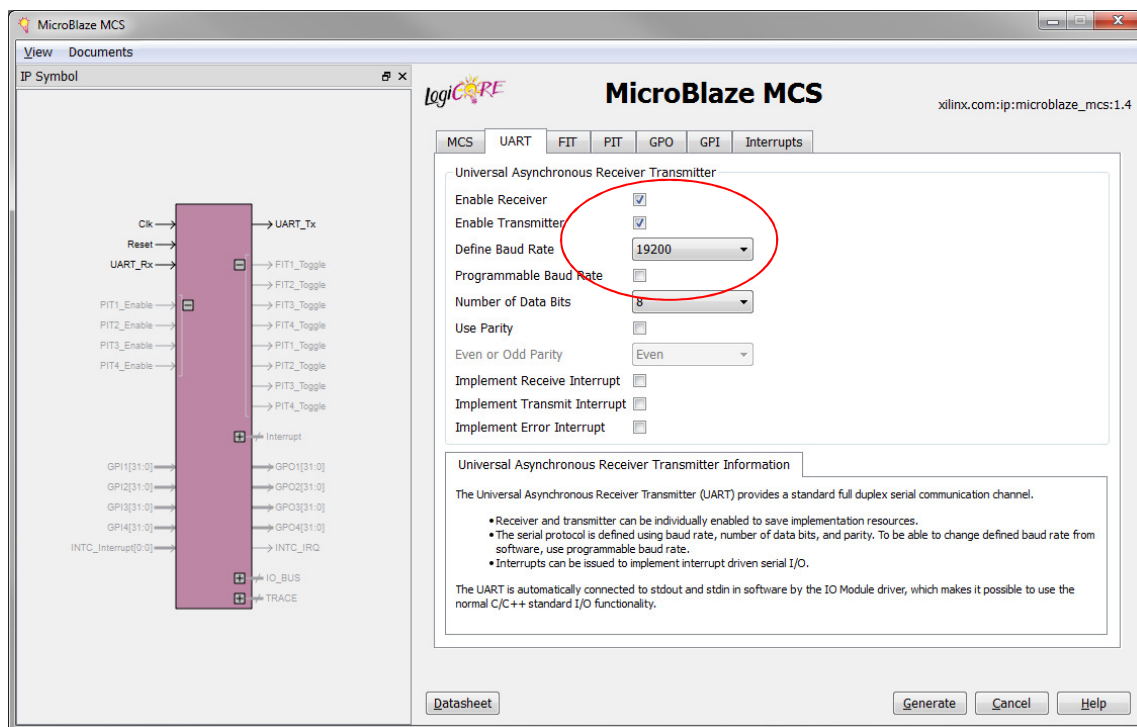 MicroBlaze MCS
View Documents
IP Symbol
LogiCORE
MicroBlaze MCS
xilinx.com:ip:microblaze_mcs:1.4
MCS UART FIT PIT GPO GPI Interrupts
Universal Asynchronous Receiver Transmitter
Enable Receiver
Enable Transmitter
Define Baud Rate 19200
Programmable Baud Rate
Number of Data Bits 8
Use Parity
Even or Odd Parity Even
Implement Receive Interrupt
Implement Transmit Interrupt
Implement Error Interrupt
Universal Asynchronous Receiver Transmitter Information
The Universal Asynchronous Receiver Transmitter (UART) provides a standard full duplex serial communication channel.
•Receiver and transmitter can be individually enabled to save implementation resources.
•The serial protocol is defined using baud rate, number of data bits, and parity. To be able to change defined baud rate from
software, use programmable baud rate.
•Interrupts can be issued to implement interrupt driven serial I/O.
The UART is automatically connected to stdout and stdin in software by the IO Module driver, which makes it possible to use the
normal C/C++ standard I/O functionality.
Clk UART_Tx
Reset
UART_Rx FIT1_Toggle
FIT2_Toggle
PIT1_Enable FIT3_Toggle
PIT2_Enable FIT4_Toggle
PIT3_Enable PIT1_Toggle
PIT4_Enable PIT2_Toggle
PIT3_Toggle
PIT4_Toggle
Interrupt
GPI1[31:0] GPO1[31:0]
GPI2[31:0] GPO2[31:0]
GPI3[31:0] GPO3[31:0]
GPI4[31:0] GPO4[31:0]
INTC_Interrupt[0:0] INTC_IRQ
IO_BUS
TRACE
Datasheet Generate Cancel Help